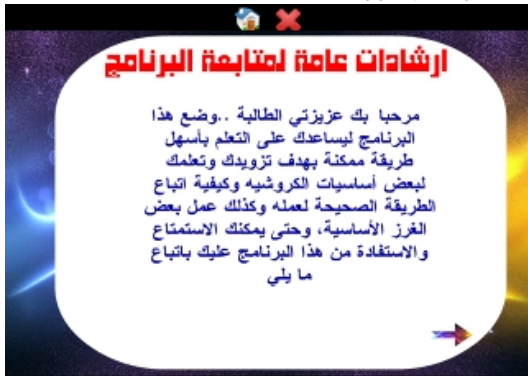 ارشادات عامة لمتابعة البرنامج
مرحبا بك عزيزتي الطالبة ..وضع هذا
البرنامج ليساعدك على التعلم بأسهل
طريقة ممكنة بهدف تزويدك وتعلمك
لبعض أساسيات الكروشيه وكيفية اتباع
الطريقة الصحيحة لعمله وكذلك عمل بعض
الغرز الأساسية، وحتى يمكنك الاستمتاع
والاستفادة من هذا البرنامج عليك باتباع
ما يلي